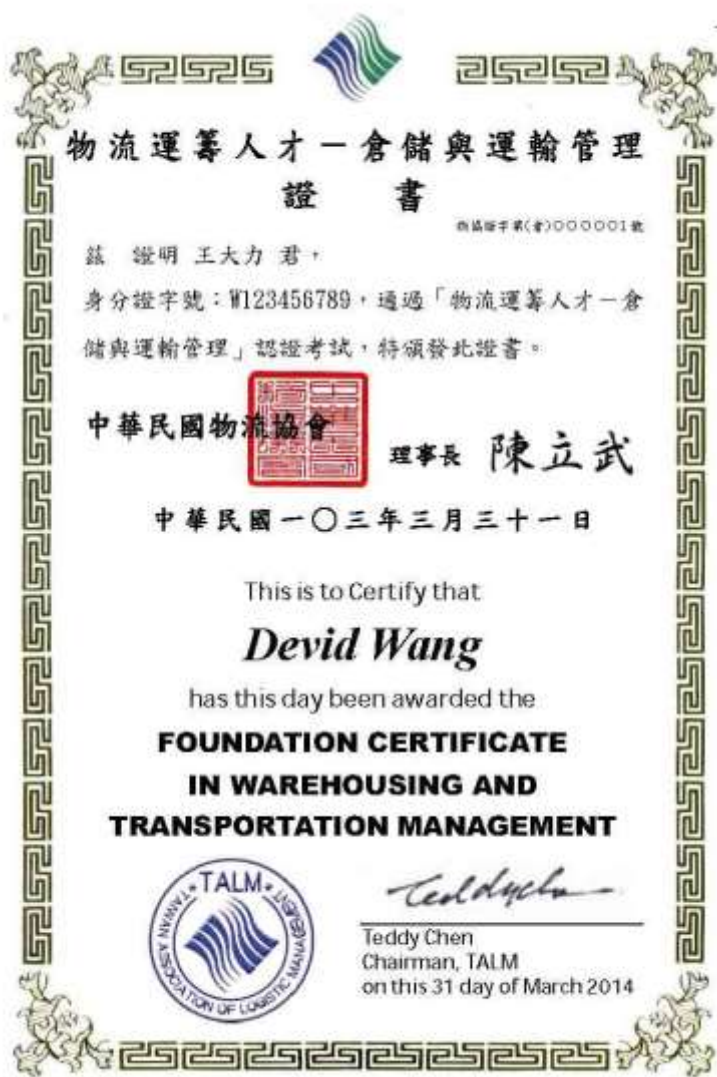 物流運籌人才－倉儲與運輸管理
證 書
物協證字第(倉)000001號
茲 證明 王大力 君，
身分證字號：W123456789，通過「物流運籌人才－倉
儲與運輸管理」認證考試，特頒發此證書。
中華民國物流協會
理事長 陳立武
中華民國一〇三年三月三十一日
This is to Certify that
Devid Wang
has this day been awarded the
FOUNDATION CERTIFICATE
IN WAREHOUSING AND
TRANSPORTATION MANAGEMENT
TALM
TAIWAN ASSOCIATION OF LOGISTIC MANAGEMENT
Teddy Chen
Chairman, TALM
on this 31 day of March 2014